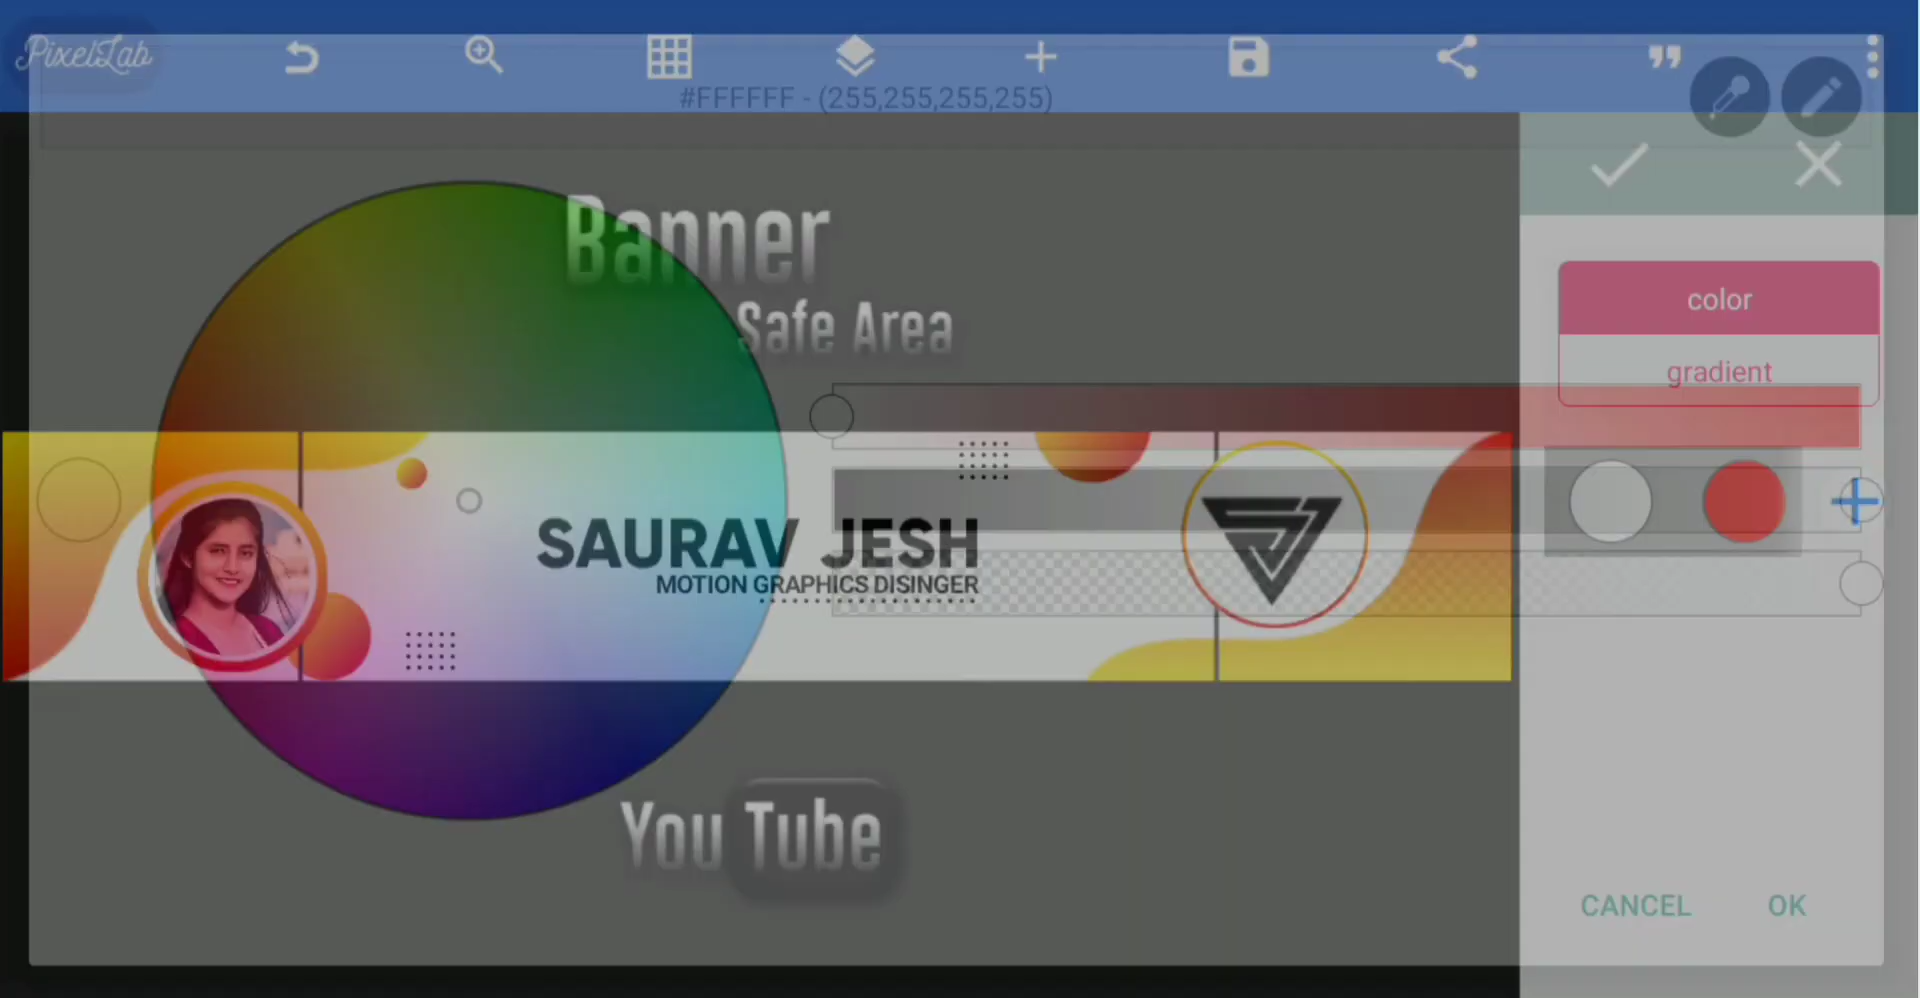 PixelLab
#FFFFFF - (255,255,255,255)
Banner
Safe Area
color
gradient
SAURAV JESH
MOTION GRAPHICS DISINGER
You Tube
CANCEL OK